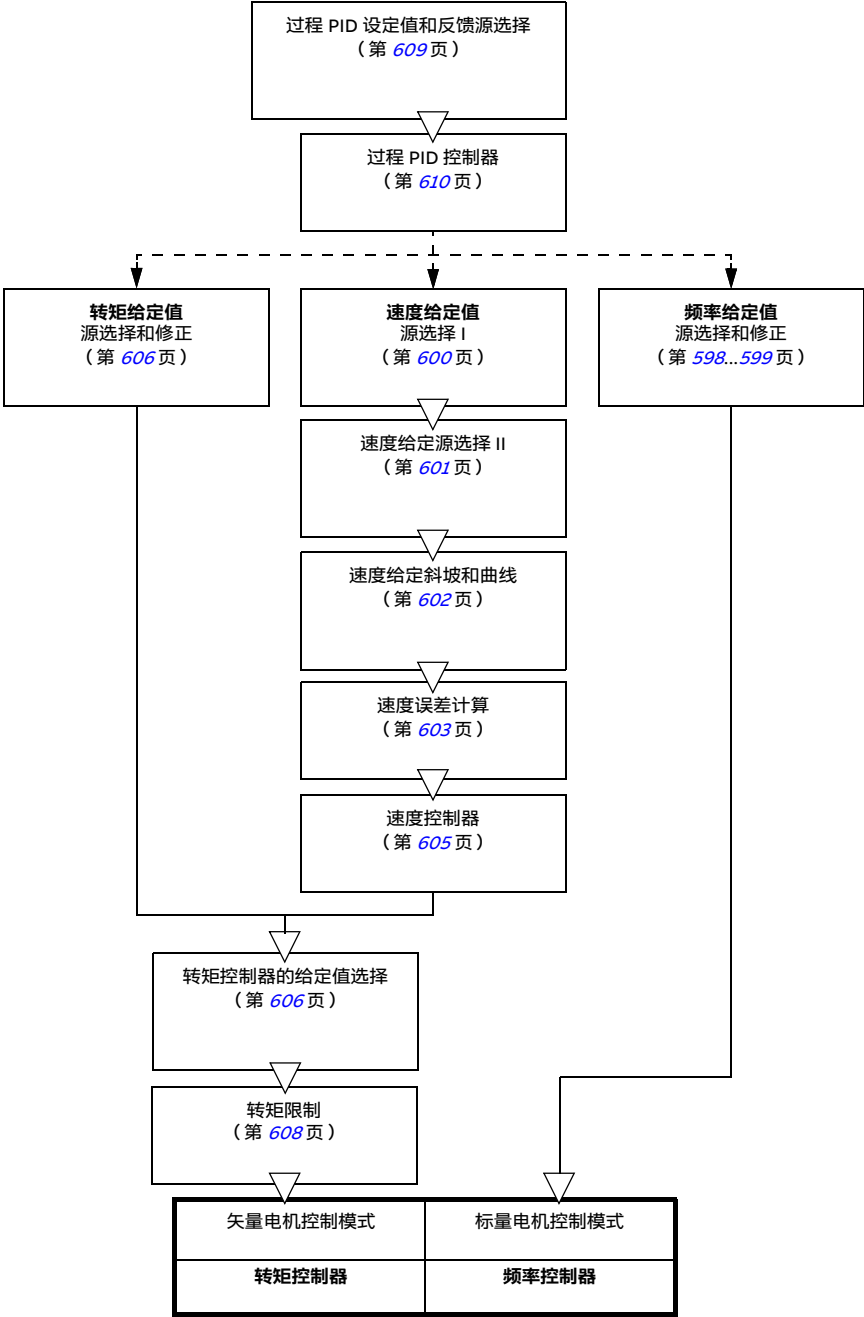 过程 PID 设定值和反馈源选择
（第 609 页）
过程 PID 控制器
（第 610 页）
转矩给定值
源选择和修正
（第 606 页）
速度给定值
源选择 I
（第 600 页）
频率给定值
源选择和修正
（第 598...599 页）
速度给定源选择 II
（第 601 页）
速度给定斜坡和曲线
（第 602 页）
速度误差计算
（第 603 页）
速度控制器
（第 605 页）
转矩控制器的给定值选择
（第 606 页）
转矩限制
（第 608 页）
矢量电机控制模式
标量电机控制模式
转矩控制器
频率控制器